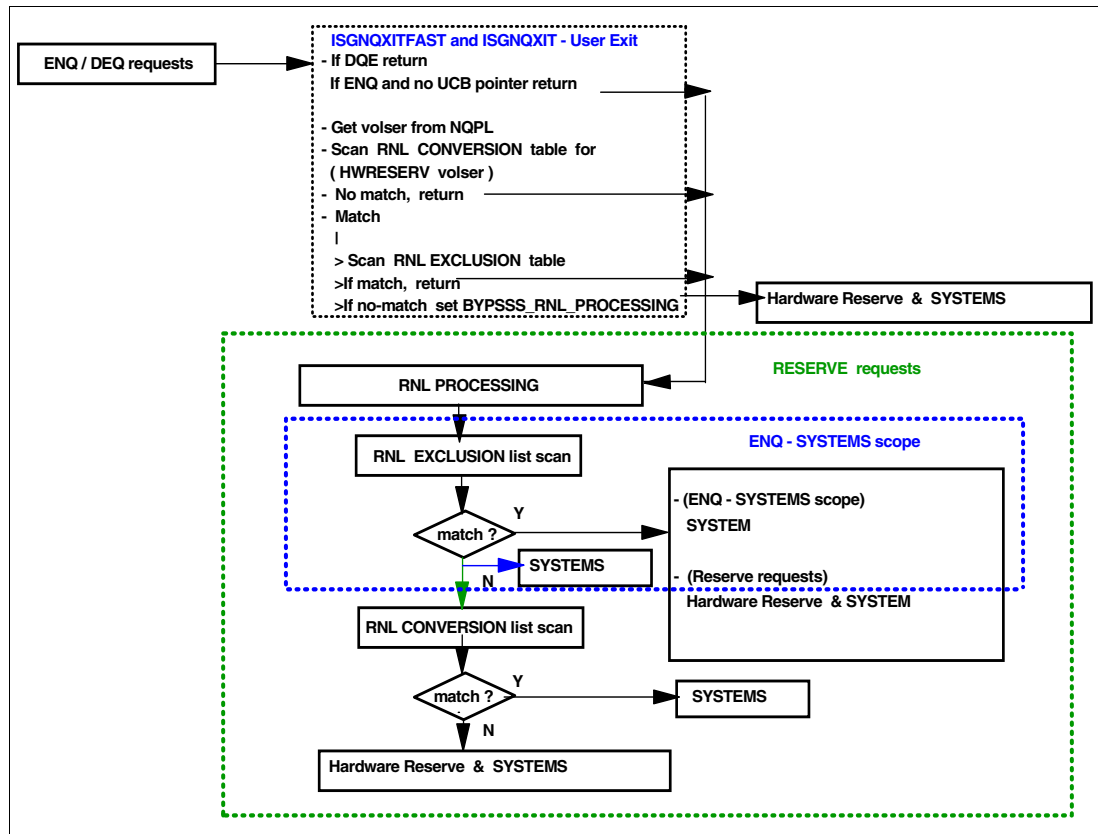 ISGNQXITFAST and ISGNQXIT - User Exit
ENQ / DEQ requests
- If DQE return
If ENQ and no UCB pointer return
- Get volser from NQPL
- Scan RNL CONVERSION table for
( HWRESERV volser )
- No match, return
- Match
|
> Scan RNL EXCLUSION table
>If match, return
>If no-match set BYPSSS_RNL_PROCESSING
Hardware Reserve & SYSTEMS
RESERVE requests
RNL PROCESSING
ENQ - SYSTEMS scope
RNL EXCLUSION list scan
- (ENQ - SYSTEMS scope)
SYSTEM
match ?
Y
SYSTEMS
N
- (Reserve requests)
Hardware Reserve & SYSTEM
RNL CONVERSION list scan
match ?
Y
SYSTEMS
N
Hardware Reserve & SYSTEMS